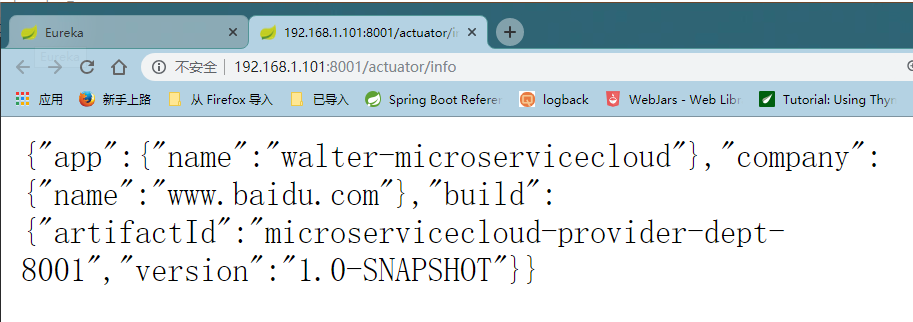 Eureka
192.168.1.101:8001/actuator/in
不安全 | 192.168.1.101:8001/actuator/info
应用 新手上路 从 Firefox 导入 已导入 Spring Boot Referer logback WebJars - Web Libr Tutorial: Using Thy
{"app":{"name":"walter-microservicecloud"},"company":
{"name":"www.baidu.com"},"build":
{"artifactId":"microservicecloud-provider-dept-
8001","version":"1.0-SNAPSHOT"}}